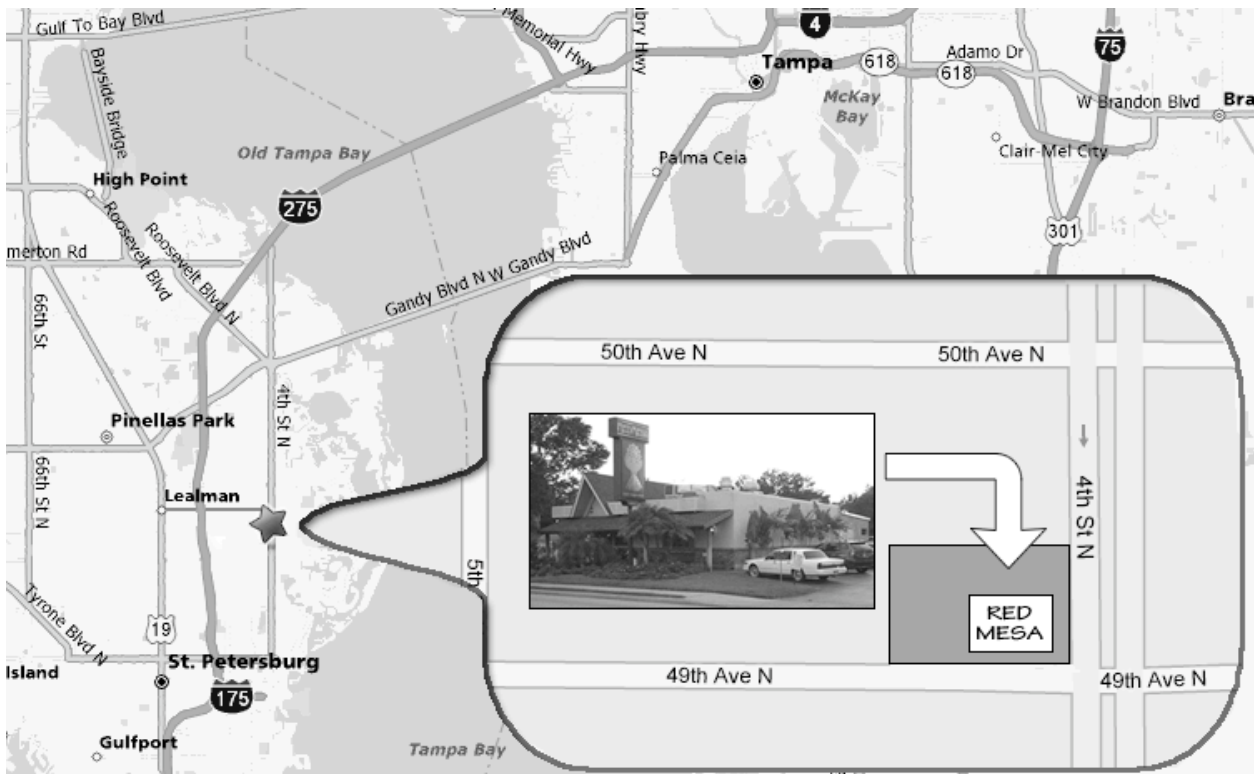 Gulf To Bay Blvd
Memorial Hwy
bry Hwy
4
75
Bayside Bridge
Tampa
618
618
Adamo Dr
W Brandon Blvd
Bra
McKay
Bay
Old Tampa Bay
Palma Ceia
Clair-Mel City
High Point
275
301
Roosevelt Blvd
Roosevelt Blvd N
merton Rd
Gandy Blvd N
W Gandy Blvd
66th St
4th St N
Pinellas Park
66th St N
Lealman
5th
Tyrone Blvd N
19
St. Petersburg
Island
175
Gulfport
Tampa Bay
50th Ave N
50th Ave N
4th St N
RED
MESA
49th Ave N
49th Ave N